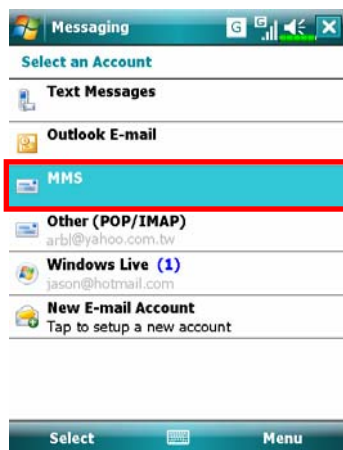 Messaging G G
Select an Account
Text Messages
Outlook E-mail
MMS
Other (POP/IMAP)
arbl@yahoo.com.tw
Windows Live (1)
jason@hotmail.com
New E-mail Account
Tap to setup a new account
Select Menu